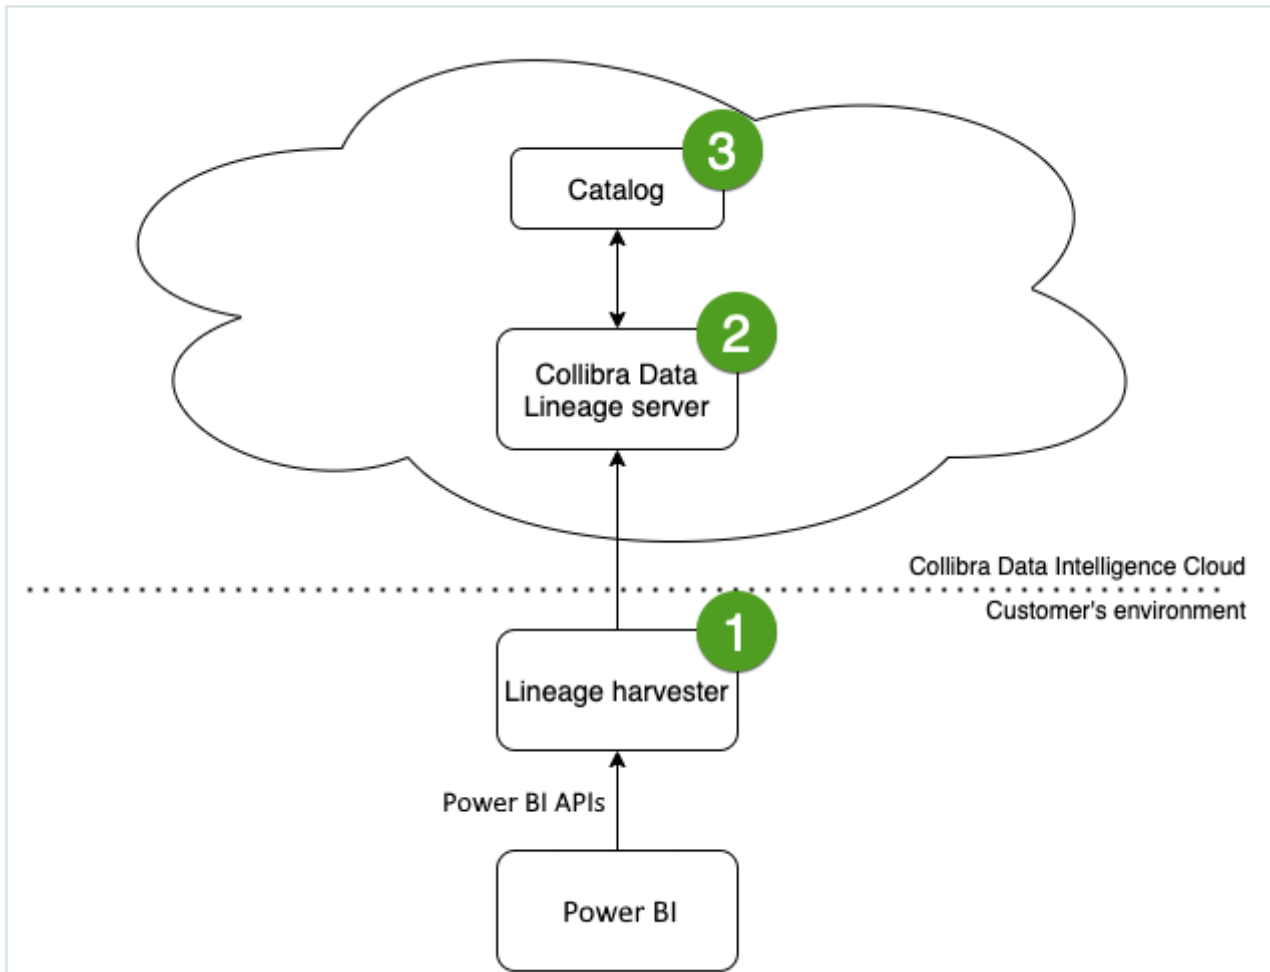 3
Catalog
2
Collibra Data
Lineage server
Collibra Data Intelligence Cloud
Customer's environment
1
Lineage harvester
Power BI APIs
Power BI